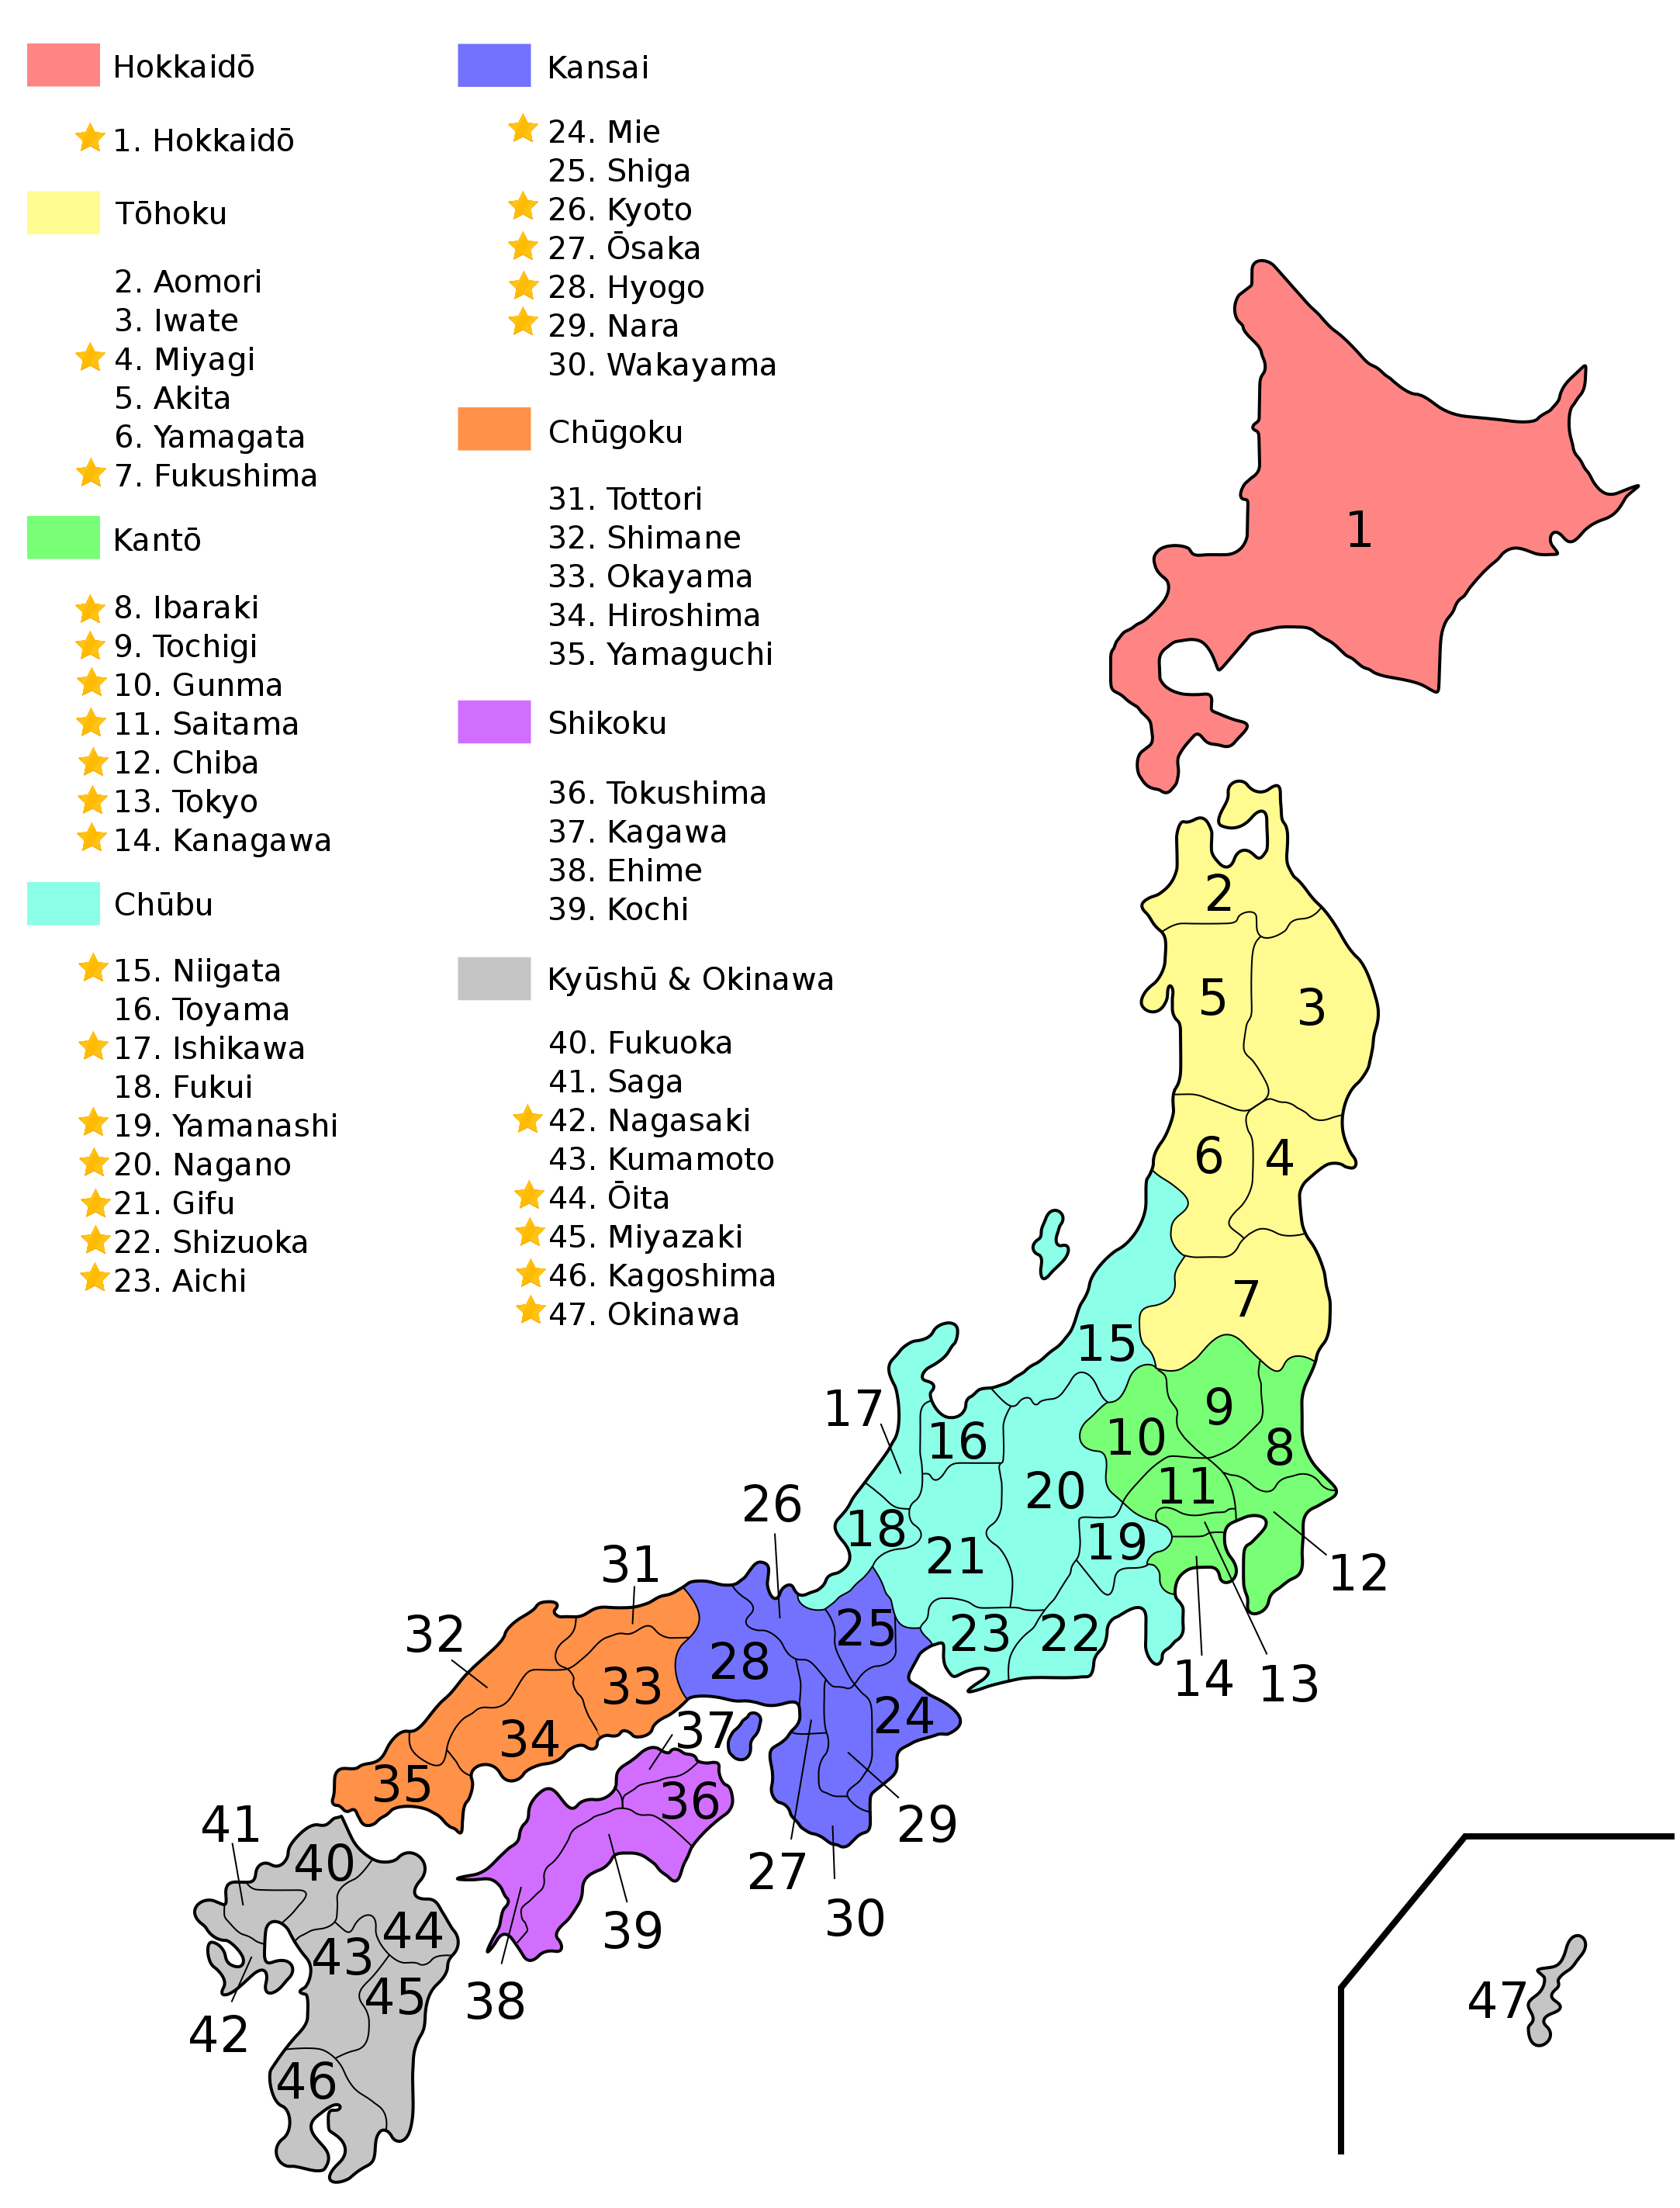 Hokkaidō
1. Hokkaidō
Tōhoku
2. Aomori
3. Iwate
4. Miyagi
5. Akita
6. Yamagata
7. Fukushima
Kantō
8. Ibaraki
9. Tochigi
10. Gunma
11. Saitama
12. Chiba
13. Tokyo
14. Kanagawa
Chūbu
15. Niigata
16. Toyama
17. Ishikawa
18. Fukui
19. Yamanashi
20. Nagano
21. Gifu
22. Shizuoka
23. Aichi
Kansai
24. Mie
25. Shiga
26. Kyoto
27. Ōsaka
28. Hyogo
29. Nara
30. Wakayama
Chūgoku
31. Tottori
32. Shimane
33. Okayama
34. Hiroshima
35. Yamaguchi
Shikoku
36. Tokushima
37. Kagawa
38. Ehime
39. Kochi
Kyūshū & Okinawa
40. Fukuoka
41. Saga
42. Nagasaki
43. Kumamoto
44. Ōita
45. Miyazaki
46. Kagoshima
47. Okinawa
1
2
5
3
6
4
7
15
17
9
16
10
8
11
20
26
18
19
21
12
31
32
25
23
22
28
14
13
33
24
37
34
35
36
41
29
40
27
30
44
39
43
45
38
47
42
46